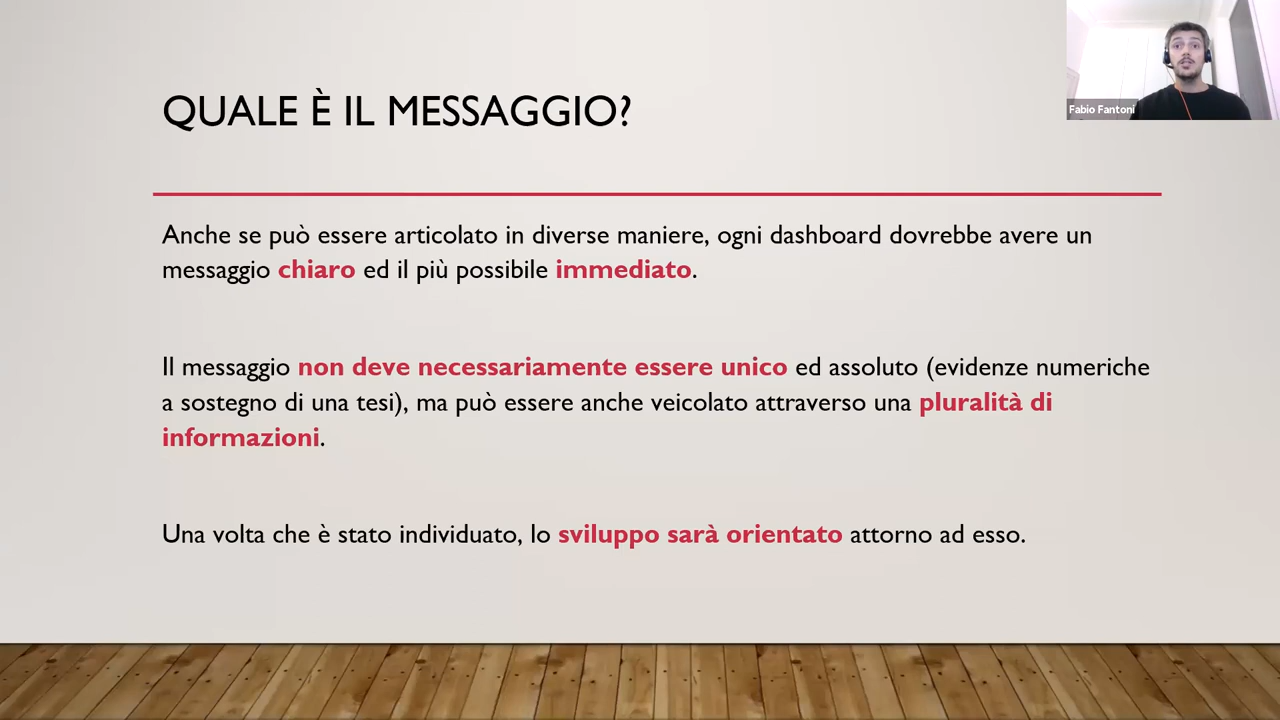 QUALE È IL MESSAGGIO?
Fabio Fantoni
Anche se può essere articolato in diverse maniere, ogni dashboard dovrebbe avere un
messaggio chiaro ed il più possibile immediato.
Il messaggio non deve necessariamente essere unico ed assoluto (evidenze numeriche
a sostegno di una tesi), ma può essere anche veicolato attraverso una pluralità di
informazioni.
Una volta che è stato individuato, lo sviluppo sarà orientato attorno ad esso.